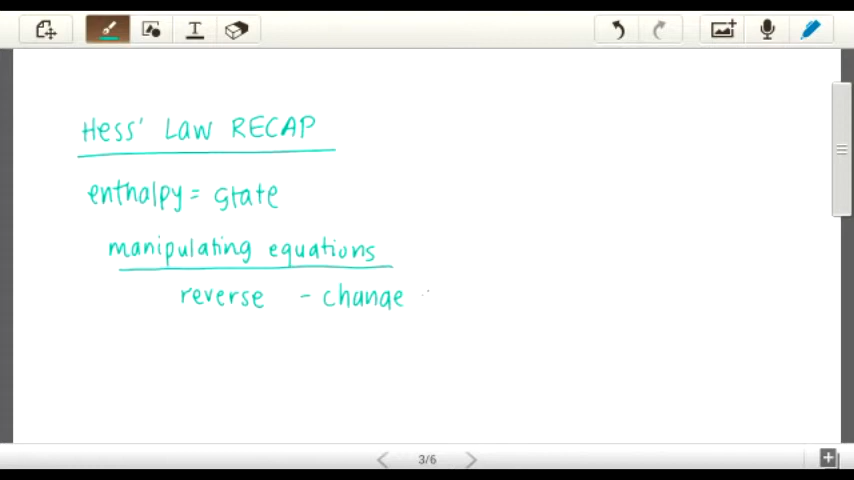 Hess' Law RECAP
enthalpy = state
manipulating equations
reverse - change
3/6